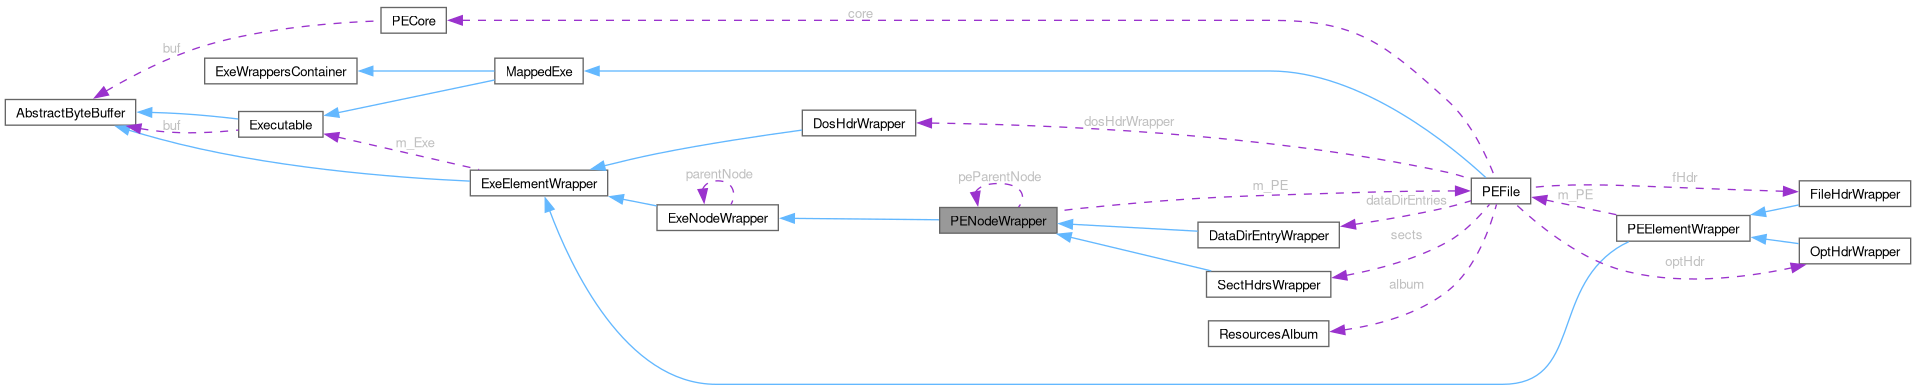 PECore
core
buf
ExeWrappersContainer
MappedExe
AbstractByteBuffer
Executable
buf
DosHdrWrapper
dosHdrWrapper
m_Exe
ExeElementWrapper
parentNode
ExeNodeWrapper
peParentNode
PENodeWrapper
m_PE
PEFile
dataDirEntries
DataDirEntryWrapper
sects
SectHdrsWrapper
album
ResourcesAlbum
fHdr
m_PE
FileHdrWrapper
PEElementWrapper
optHdr
OptHdrWrapper